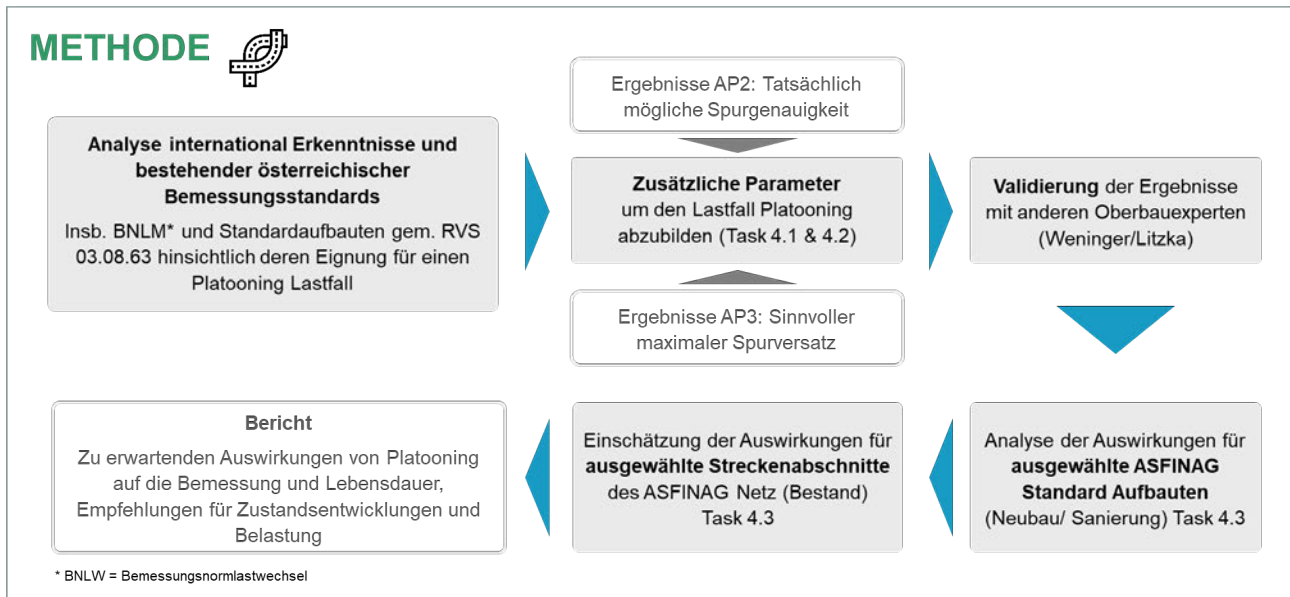 METHODE
Analyse international Erkenntnisse und
bestehender österreichischer
Bemessungsstandards
Insb. BNLM* und Standardaufbauten gem. RVS
03.08.63 hinsichtlich deren Eignung für einen
Platooning Lastfall
Ergebnisse AP2: Tatsächlich
mögliche Spurgenauigkeit
Zusätzliche Parameter
um den Lastfall Platooning
abzubilden (Task 4.1 & 4.2)
Ergebnisse AP3: Sinnvoller
maximaler Spurversatz
Validierung der Ergebnisse
mit anderen Oberbauexperten
(Weninger/Litzka)
Analyse der Auswirkungen für
ausgewählte ASFINAG
Standard Aufbauten
(Neubau/ Sanierung) Task 4.3
Einschätzung der Auswirkungen für
ausgewählte Streckenabschnitte
des ASFINAG Netz (Bestand)
Task 4.3
Bericht
Zu erwartenden Auswirkungen von Platooning
auf die Bemessung und Lebensdauer,
Empfehlungen für Zustandsentwicklungen und
Belastung
* BNLW = Bemessungsnormlastwechsel